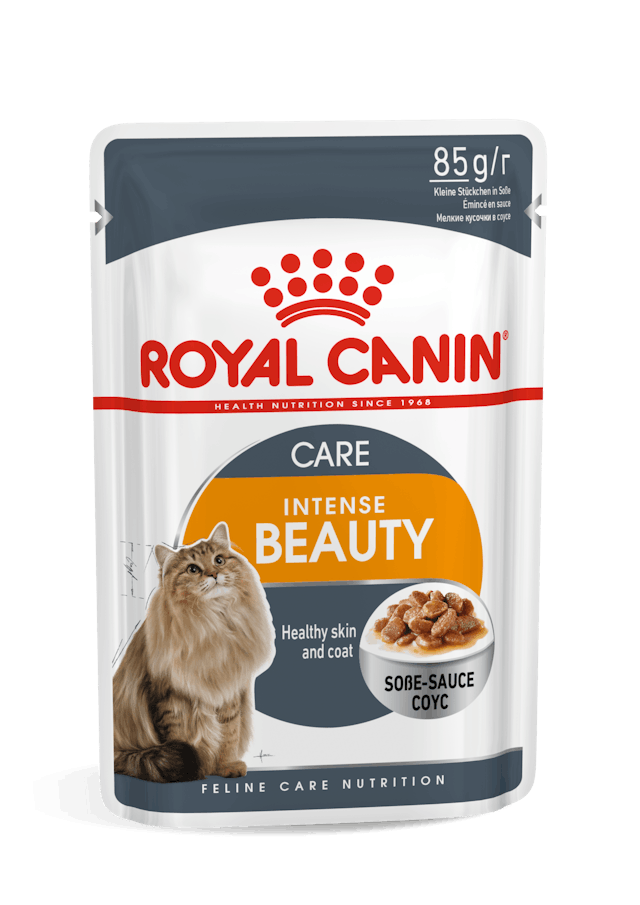 85g/г
Kleine Stückchen in Soße
Émincé en sauce
Мелкие кусочки в соусе
ROYAL CANIN®
HEALTH NUTRITION SINCE 1968
CARE
INTENSE
BEAUTY
Healthy skin
and coat
SOßE-SAUCE
СОУС
FELINE CARE NUTRITION